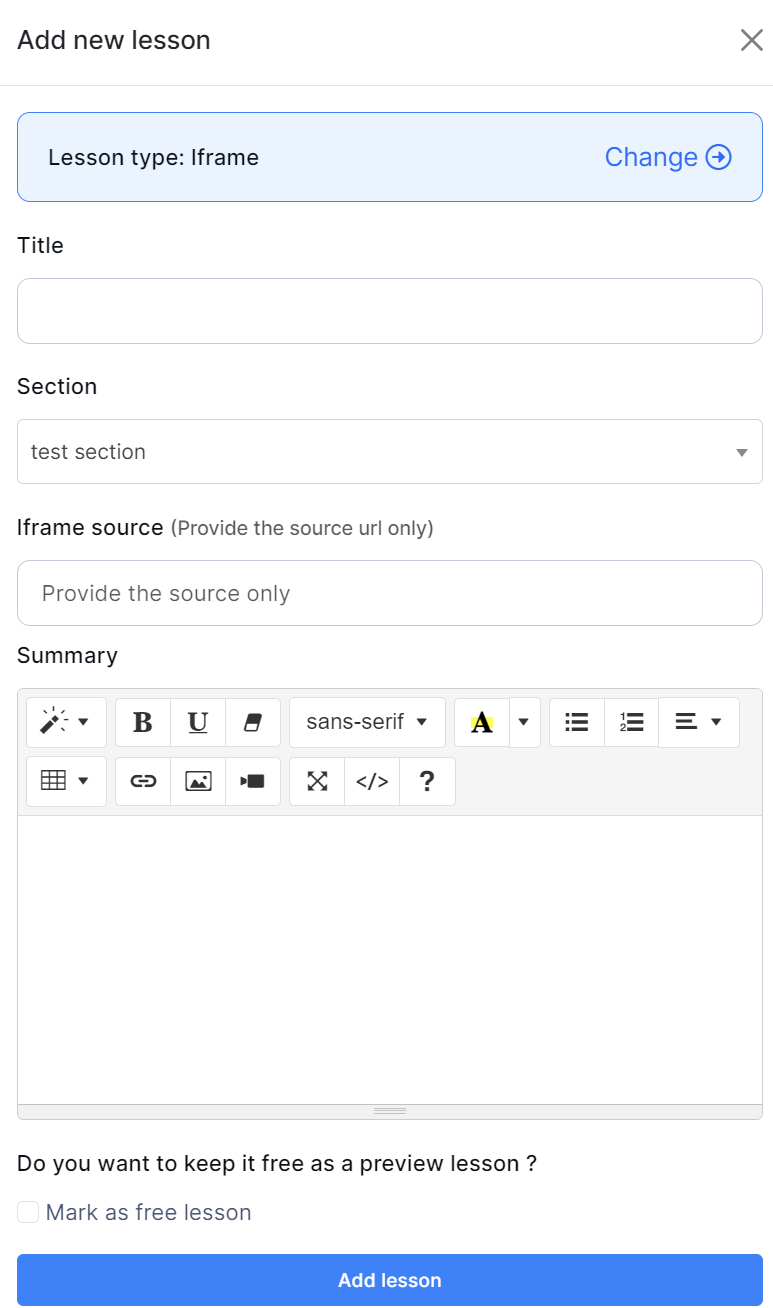 Add new lesson
Lesson type: Iframe
Change
Title
Section
test section
Iframe source (Provide the source url only)
Provide the source only
Summary
B U sans-serif A
</> ?
Do you want to keep it free as a preview lesson ?
Mark as free lesson
Add lesson